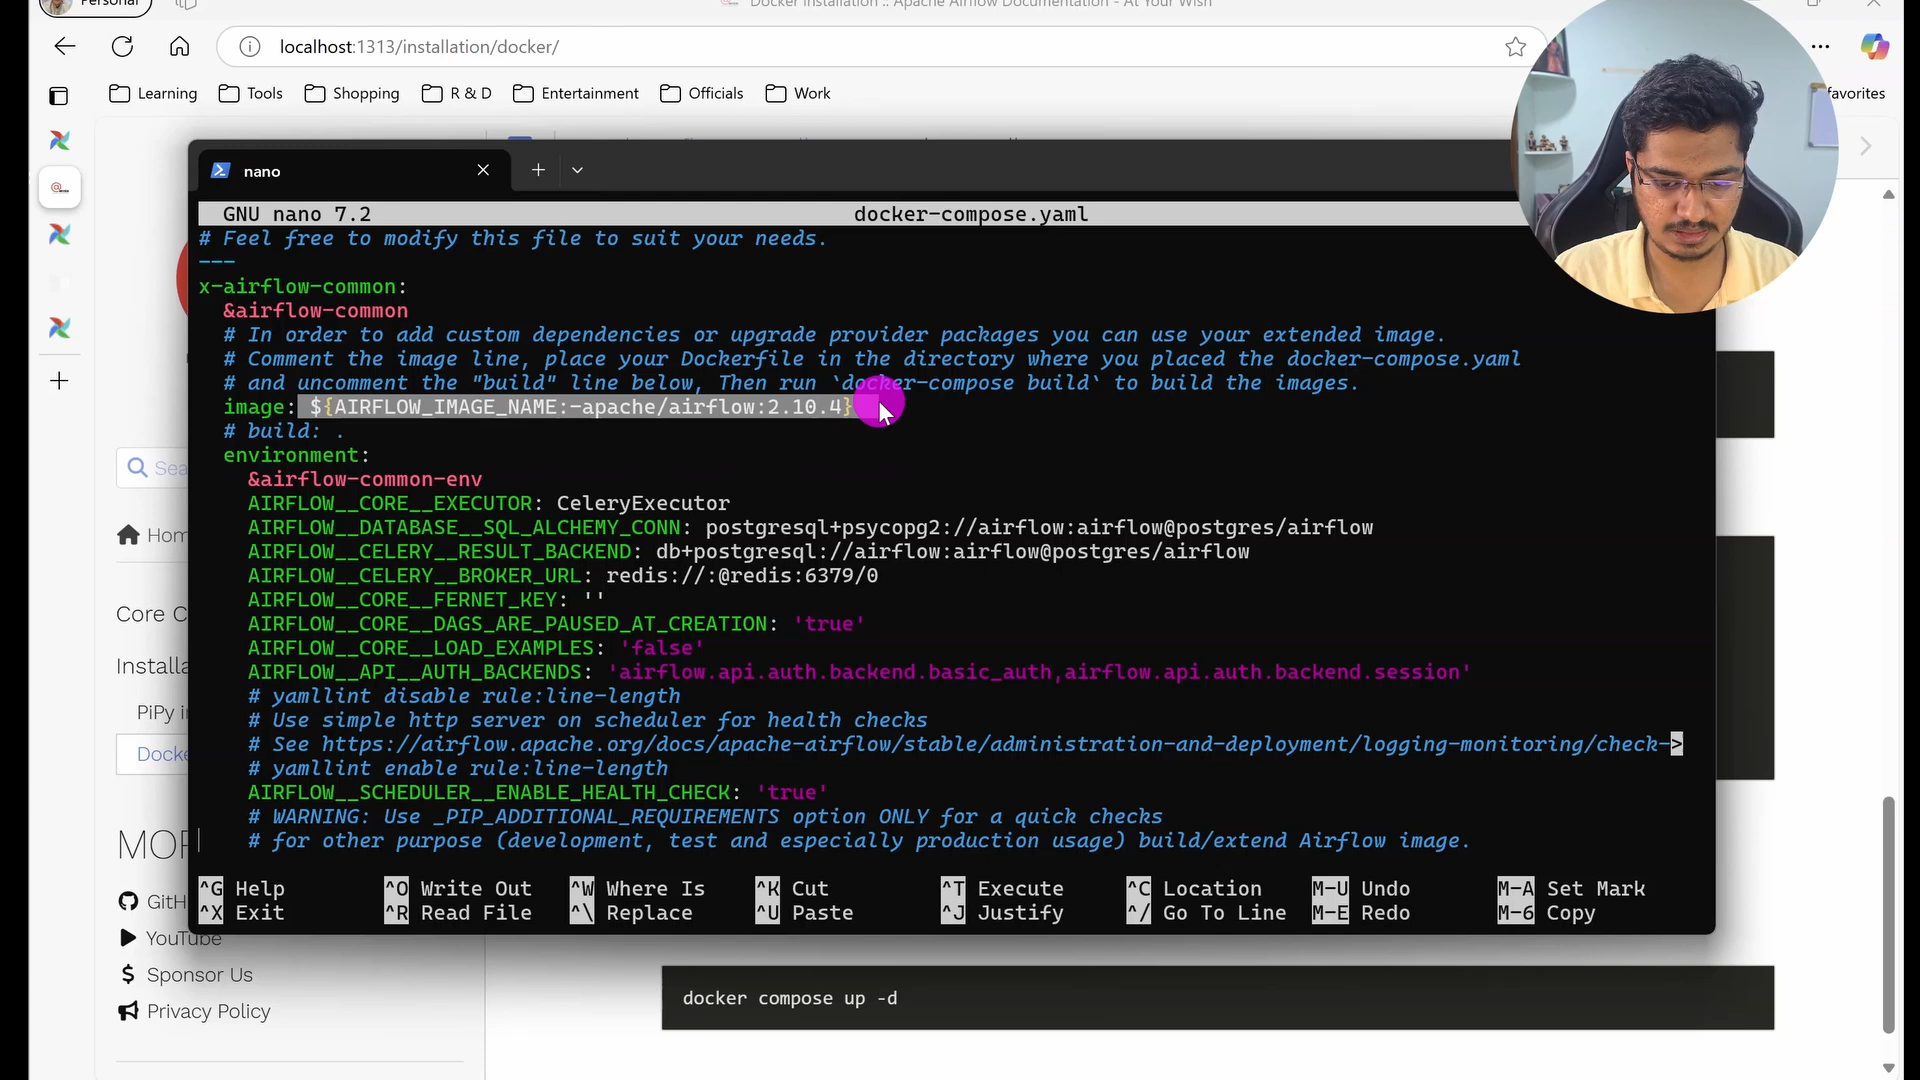 Personal
Docker Installation :: Apache Airflow Documentation - At Your Wish
localhost:1313/installation/docker/
Learning
Tools
Shopping
R & D
Entertainment
Officials
Work
favorites
nano
GNU nano 7.2
docker-compose.yaml
# Feel free to modify this file to suit your needs.
---
x-airflow-common:
&airflow-common
# In order to add custom dependencies or upgrade provider packages you can use your extended image.
# Comment the image line, place your Dockerfile in the directory where you placed the docker-compose.yaml
# and uncomment the "build" line below, Then run `docker-compose build` to build the images.
image: ${AIRFLOW_IMAGE_NAME:-apache/airflow:2.10.4}
# build: .
environment:
&airflow-common-env
AIRFLOW__CORE__EXECUTOR: CeleryExecutor
AIRFLOW__DATABASE__SQL_ALCHEMY_CONN: postgresql+psycopg2://airflow:airflow@postgres/airflow
AIRFLOW__CELERY__RESULT_BACKEND: db+postgresql://airflow:airflow@postgres/airflow
AIRFLOW__CELERY__BROKER_URL: redis://:@redis:6379/0
AIRFLOW__CORE__FERNET_KEY: ''
AIRFLOW__CORE__DAGS_ARE_PAUSED_AT_CREATION: 'true'
AIRFLOW__CORE__LOAD_EXAMPLES: 'false'
AIRFLOW__API__AUTH_BACKENDS: 'airflow.api.auth.backend.basic_auth,airflow.api.auth.backend.session'
# yamllint disable rule:line-length
# Use simple http server on scheduler for health checks
# See https://airflow.apache.org/docs/apache-airflow/stable/administration-and-deployment/logging-monitoring/check->
# yamllint enable rule:line-length
AIRFLOW__SCHEDULER__ENABLE_HEALTH_CHECK: 'true'
# WARNING: Use _PIP_ADDITIONAL_REQUIREMENTS option ONLY for a quick checks
# for other purpose (development, test and especially production usage) build/extend Airflow image.
^G Help ^O Write Out ^W Where Is ^K Cut ^T Execute ^C Location M-U Undo M-A Set Mark
^X Exit ^R Read File ^\ Replace ^U Paste ^J Justify ^/ Go To Line M-E Redo M-6 Copy
Sea
Hom
Core C
Installa
PiPy i
Docke
MOR
GitH
YouTube
Sponsor Us
Privacy Policy
docker compose up -d